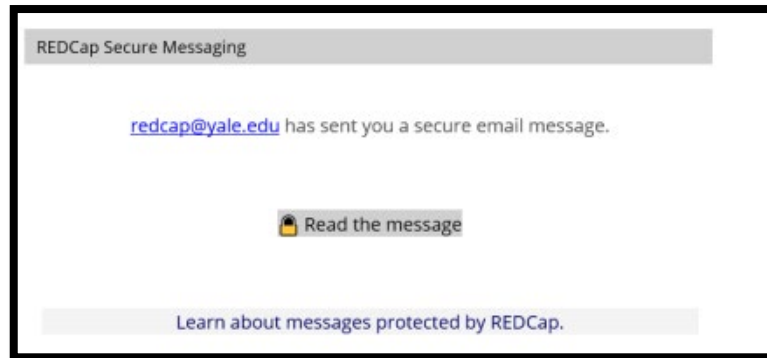 REDCap Secure Messaging
redcap@yale.edu has sent you a secure email message.
Read the message
Learn about messages protected by REDCap.